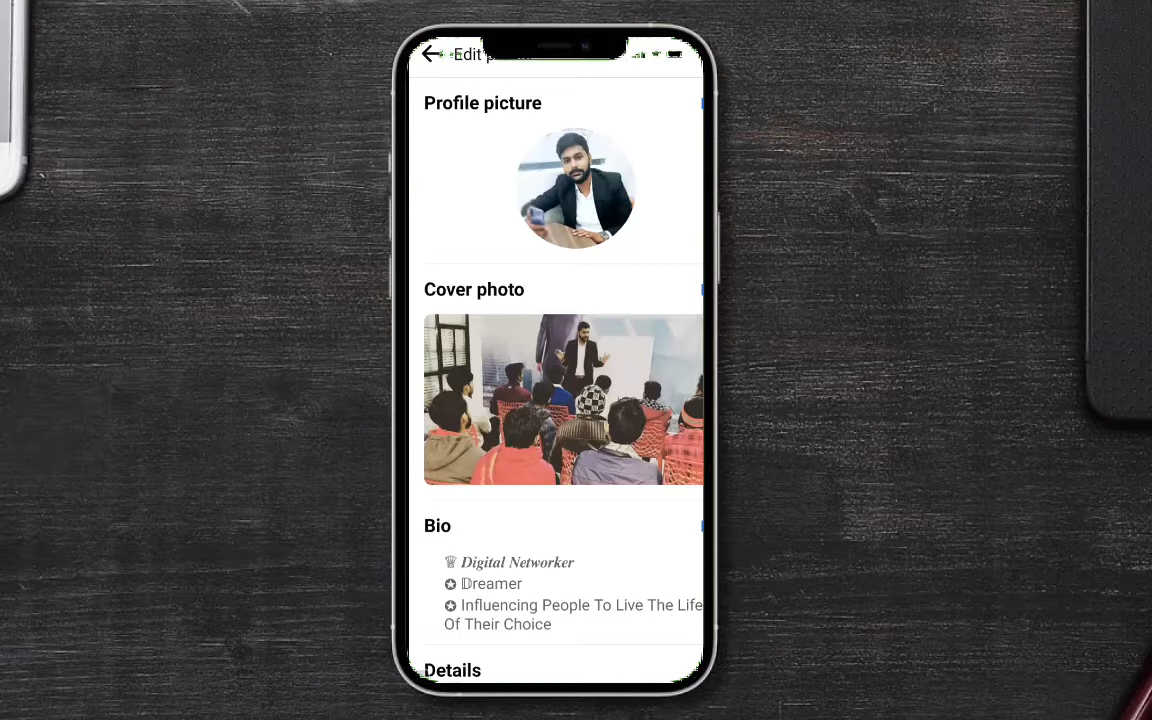 Edit
Profile picture
Cover photo
Bio
♕ 𝑫𝒊𝒈𝒊𝒕𝒂𝒍 𝑵𝒆𝒕𝒘𝒐𝒓𝒌𝒆𝒓
✪ 𝔻reamer
✪ Influencing People To Live The Life
Of Their Choice
Details